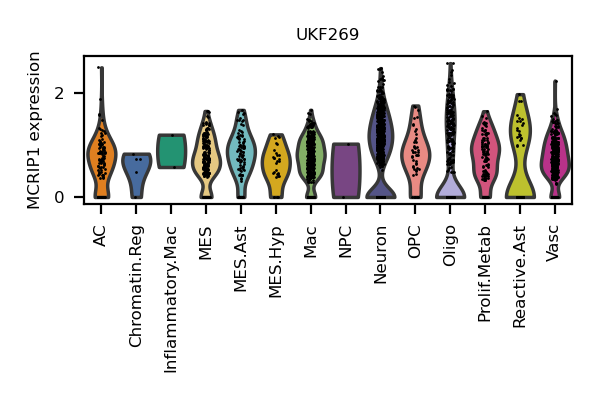 UKF269
MCRIP1 expression
2
0
AC
Chromatin.Reg
Inflammatory.Mac
MES
MES.Ast
MES.Hyp
Mac
NPC
Neuron
OPC
Oligo
Prolif.Metab
Reactive.Ast
Vasc